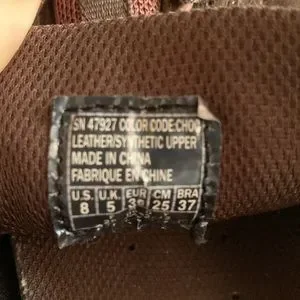 SN 47927 COLOR CODE:CHOC
LEATHER/SYNTHETIC UPPER
MADE IN CHINA
FABRIQUE EN CHINE
U.S. U.K. EUR CM BRA
8 5 38 25 37